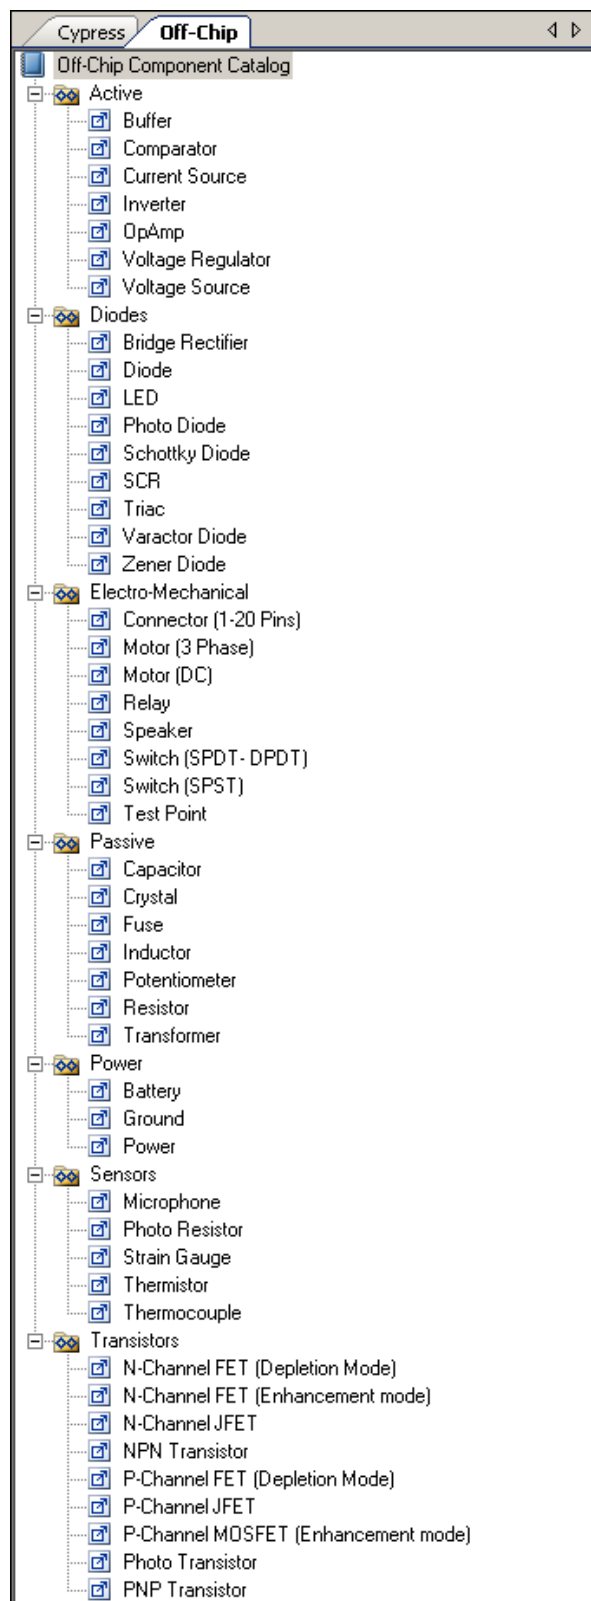 Cypress Off-Chip
Off-Chip Component Catalog
Active
Buffer
Comparator
Current Source
Inverter
OpAmp
Voltage Regulator
Voltage Source
Diodes
Bridge Rectifier
Diode
LED
Photo Diode
Schottky Diode
SCR
Triac
Varactor Diode
Zener Diode
Electro-Mechanical
Connector (1-20 Pins)
Motor (3 Phase)
Motor (DC)
Relay
Speaker
Switch (SPDT- DPDT)
Switch (SPST)
Test Point
Passive
Capacitor
Crystal
Fuse
Inductor
Potentiometer
Resistor
Transformer
Power
Battery
Ground
Power
Sensors
Microphone
Photo Resistor
Strain Gauge
Thermistor
Thermocouple
Transistors
N-Channel FET (Depletion Mode)
N-Channel FET (Enhancement mode)
N-Channel JFET
NPN Transistor
P-Channel FET (Depletion Mode)
P-Channel JFET
P-Channel MOSFET (Enhancement mode)
Photo Transistor
PNP Transistor